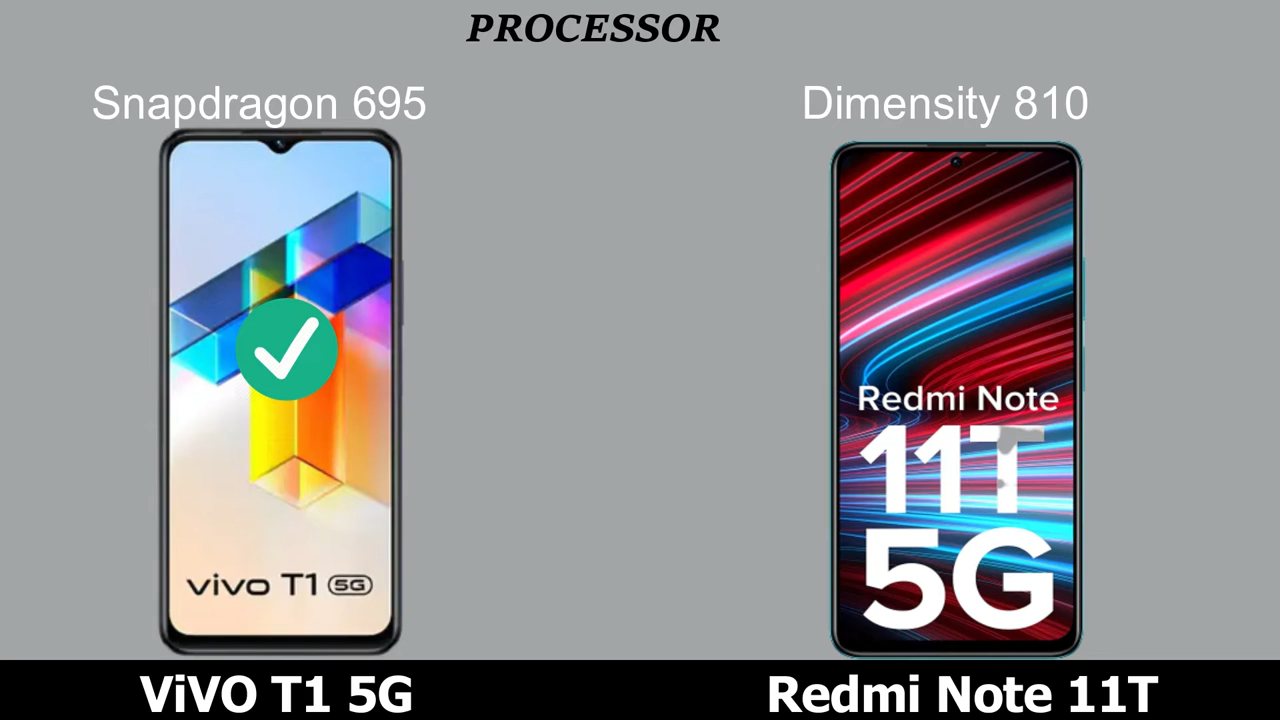 PROCESSOR
Snapdragon 695
Dimensity 810
vivo T1 5G
Redmi Note
11T
5G
ViVO T1 5G
Redmi Note 11T